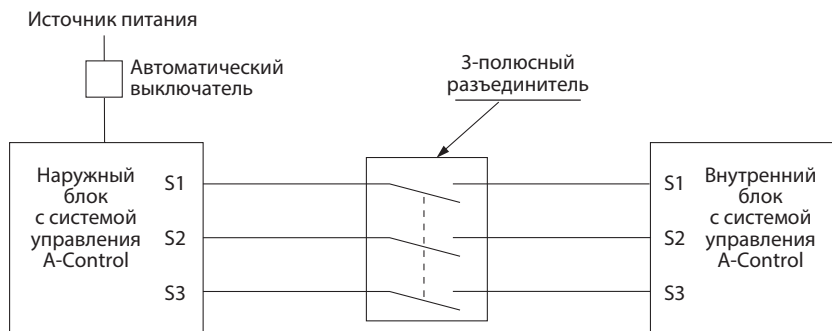 Источник питания
Автоматический
выключатель
3-полюсный
разъединитель
Наружный
блок
с системой
управления
A-Control
S1
S2
S3
S1
S2
S3
Внутренний
блок
с системой
управления
A-Control